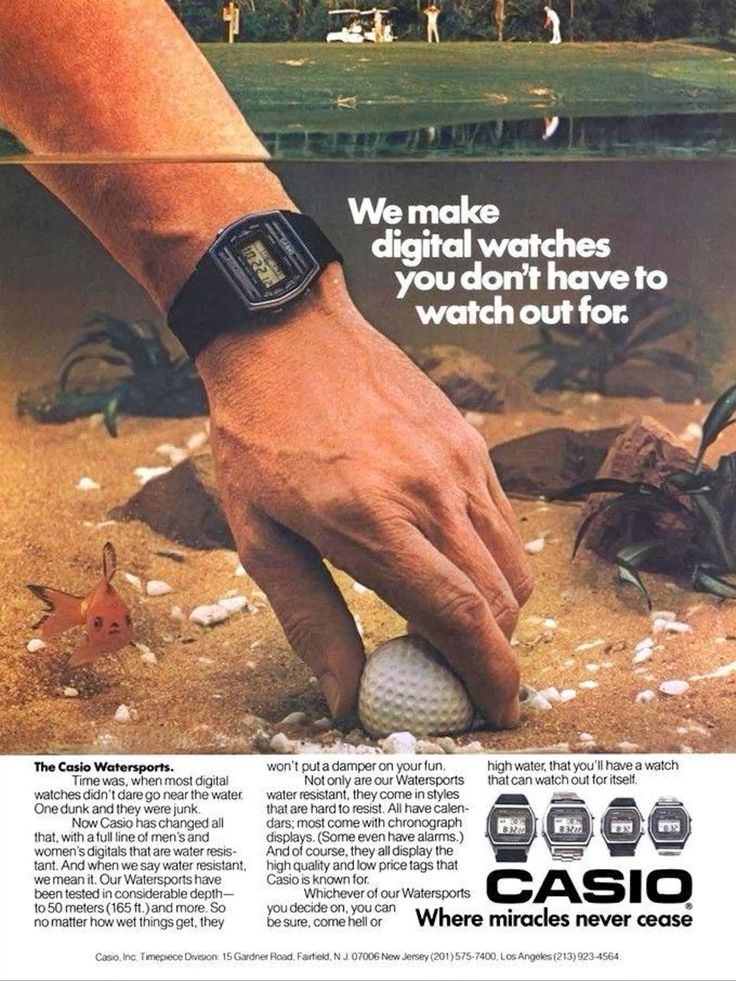 We make
digital watches
you don't have to
watch out for.
The Casio Watersports.
Time was, when most digital
watches didn't dare go near the water.
One dunk and they were junk.
Now Casio has changed all
that, with a full line of men's and
women's digitals that are water resis-
tant. And when we say water resistant,
we mean it. Our Watersports have
been tested in considerable depth—
to 50 meters (165 ft.) and more. So
no matter how wet things get, they
won't put a damper on your fun.
Not only are our Watersports
water resistant, they come in styles
that are hard to resist. All have calen-
dars; most come with chronograph
displays. (Some even have alarms.)
And of course, they all display the
high quality and low price tags that
Casio is known for.
Whichever of our Watersports
you decide on, you can
be sure, come hell or
high water, that you'll have a watch
that can watch out for itself.
CASIO®
Where miracles never cease
Casio, Inc. Timepiece Division: 15 Gardner Road, Fairfield, N.J. 07006 New Jersey (201) 575-7400, Los Angeles (213) 923-4564.